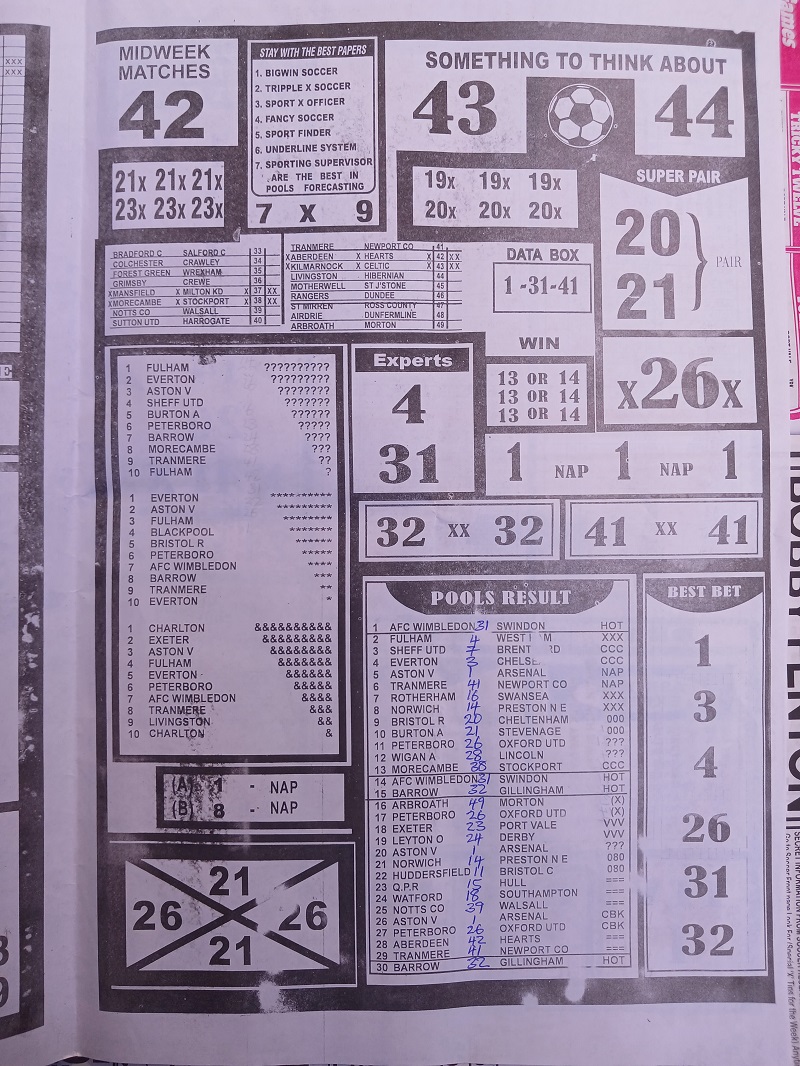 MIDWEEK
MATCHES
42
21x 21x 21x
23x 23x 23x
STAY WITH THE BEST PAPERS
1. BIGWIN SOCCER
2. TRIPPLE X SOCCER
3. SPORT X OFFICER
4. FANCY SOCCER
5. SPORT FINDER
6. UNDERLINE SYSTEM
7. SPORTING SUPERVISOR
ARE THE BEST IN
POOLS FORECASTING
7 X 9
SOMETHING TO THINK ABOUT
43 44
19x 19x 19x
20x 20x 20x
SUPER PAIR
20
21
PAIR
BRADFORD C SALFORD C 33
COLCHESTER CRAWLEY 34
FOREST GREEN WREXHAM 35
GRIMSBY CREWE 36
XMANSFIELD X MILTON KD X 37 XX
XMORECAMBE X STOCKPORT X 38 XX
NOTTS CO WALSALL 39
SUTTON UTD HARROGATE 40
TRANMERE NEWPORT CO 41
XABERDEEN X HEARTS X 42 XX
XKILMARNOCK X CELTIC X 43 XX
LIVINGSTON HIBERNIAN 44
MOTHERWELL ST J'STONE 45
RANGERS DUNDEE 46
ST MIRREN ROSS COUNTY 47
AIRDRIE DUNFERMLINE 48
ARBROATH MORTON 49
DATA BOX
1 -31-41
WIN
13 OR 14
13 OR 14
13 OR 14
x26x
1 FULHAM ??????????
2 EVERTON ?????????
3 ASTON V ????????
4 SHEFF UTD ???????
5 BURTON A ??????
6 PETERBORO ?????
7 BARROW ????
8 MORECAMBE ???
9 TRANMERE ??
10 FULHAM ?
1 EVERTON **********
2 ASTON V *********
3 FULHAM ********
4 BLACKPOOL *******
5 BRISTOL R ******
6 PETERBORO *****
7 AFC WIMBLEDON ****
8 BARROW ***
9 TRANMERE **
10 EVERTON *
1 CHARLTON &&&&&&&&&&
2 EXETER &&&&&&&&&
3 ASTON V &&&&&&&&
4 FULHAM &&&&&&&
5 EVERTON &&&&&&
6 PETERBORO &&&&&
7 AFC WIMBLEDON &&&&
8 TRANMERE &&&
9 LIVINGSTON &&
10 CHARLTON &
Experts
4
31
1 NAP 1 NAP 1
32 xx 32
41 xx 41
(A) 1 - NAP
(B) 8 - NAP
21
26 26
21
POOLS RESULT
1 AFC WIMBLEDON 31 SWINDON HOT
2 FULHAM 4 WEST M XXX
3 SHEFF UTD 7 BRENT RD CCC
4 EVERTON 3 CHELSE CCC
5 ASTON V 1 ARSENAL NAP
6 TRANMERE 41 NEWPORT CO NAP
7 ROTHERHAM 16 SWANSEA XXX
8 NORWICH 14 PRESTON N E XXX
9 BRISTOL R 20 CHELTENHAM 000
10 BURTON A 21 STEVENAGE 000
11 PETERBORO 26 OXFORD UTD ???
12 WIGAN A 28 LINCOLN ???
13 MORECAMBE 38 STOCKPORT CCC
14 AFC WIMBLEDON 31 SWINDON HOT
15 BARROW 32 GILLINGHAM HOT
16 ARBROATH 49 MORTON (X)
17 PETERBORO 26 OXFORD UTD (X)
18 EXETER 23 PORT VALE VVV
19 LEYTON O 24 DERBY VVV
20 ASTON V 1 ARSENAL ???
21 NORWICH 14 PRESTON N E 080
22 HUDDERSFIELD 11 BRISTOL C 080
23 Q.P.R 15 HULL ===
24 WATFORD 18 SOUTHAMPTON ===
25 NOTTS CO 39 WALSALL ===
26 ASTON V 1 ARSENAL CBK
27 PETERBORO 26 OXFORD UTD CBK
28 ABERDEEN 42 HEARTS ===
29 TRANMERE 41 NEWPORT CO ===
30 BARROW 32 GILLINGHAM HOT
BEST BET
1
3
4
26
31
32
XXX
XXX
TRICKY TWELVE
BOBBY FENTON